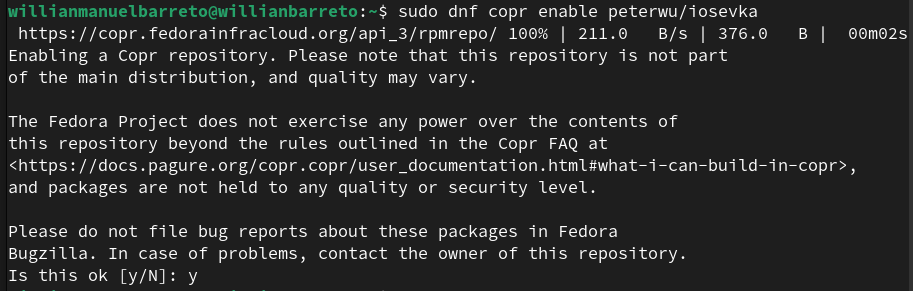 willianmanuelbarreto@willianbarreto:~$ sudo dnf copr enable peterwu/iosevka
https://copr.fedorainfracloud.org/api_3/rpmrepo/ 100% | 211.0   B/s | 376.0   B |  00m02s
Enabling a Copr repository. Please note that this repository is not part
of the main distribution, and quality may vary.

The Fedora Project does not exercise any power over the contents of
this repository beyond the rules outlined in the Copr FAQ at
<https://docs.pagure.org/copr.copr/user_documentation.html#what-i-can-build-in-copr>,
and packages are not held to any quality or security level.

Please do not file bug reports about these packages in Fedora
Bugzilla. In case of problems, contact the owner of this repository.
Is this ok [y/N]: y